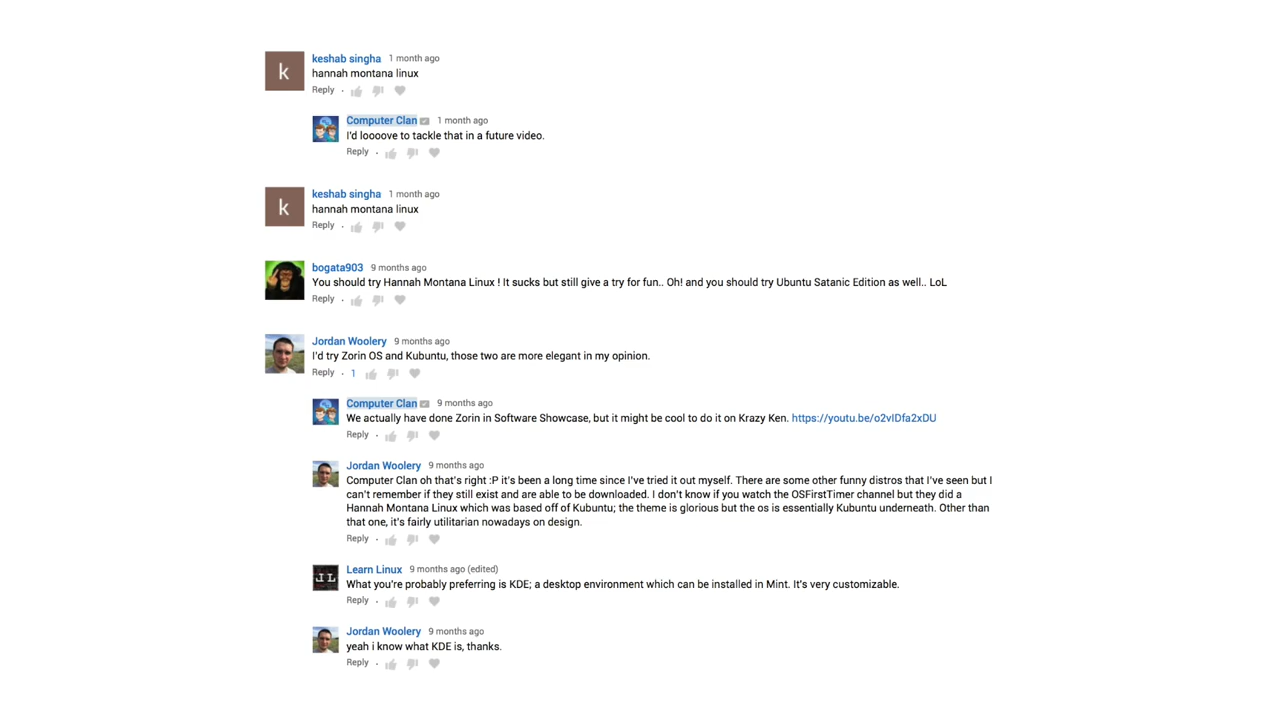 k
keshab singha 1 month ago
hannah montana linux
Reply ·
Computer Clan 1 month ago
I'd loooove to tackle that in a future video.
Reply ·
k
keshab singha 1 month ago
hannah montana linux
Reply ·
bogata903 9 months ago
You should try Hannah Montana Linux ! It sucks but still give a try for fun.. Oh! and you should try Ubuntu Satanic Edition as well.. LoL
Reply ·
Jordan Woolery 9 months ago
I'd try Zorin OS and Kubuntu, those two are more elegant in my opinion.
Reply · 1
Computer Clan 9 months ago
We actually have done Zorin in Software Showcase, but it might be cool to do it on Krazy Ken. https://youtu.be/o2vIDfa2xDU
Reply ·
Jordan Woolery 9 months ago
Computer Clan oh that's right :P it's been a long time since I've tried it out myself. There are some other funny distros that I've seen but I
can't remember if they still exist and are able to be downloaded. I don't know if you watch the OSFirstTimer channel but they did a
Hannah Montana Linux which was based off of Kubuntu; the theme is glorious but the os is essentially Kubuntu underneath. Other than
that one, it's fairly utilitarian nowadays on design.
Reply ·
JL
Learn Linux 9 months ago (edited)
What you're probably preferring is KDE; a desktop environment which can be installed in Mint. It's very customizable.
Reply ·
Jordan Woolery 9 months ago
yeah i know what KDE is, thanks.
Reply ·